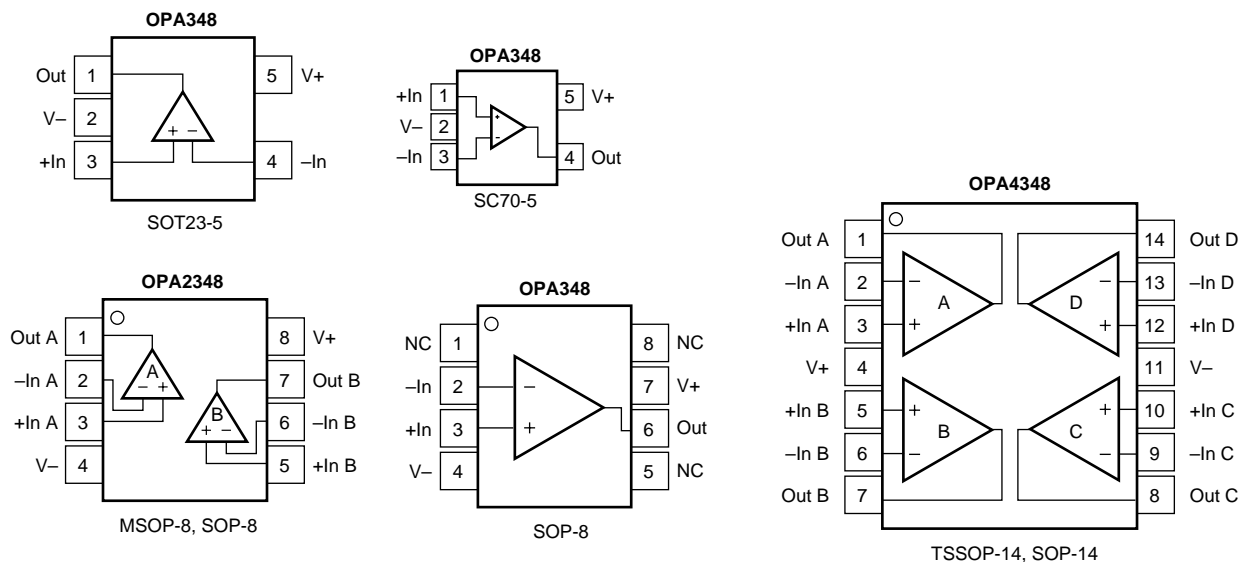 OPA348
Out 1
V– 2
+In 3
5 V+
4 –In
+ –
SOT23-5
OPA348
+In 1
V– 2
–In 3
5 V+
4 Out
+
-
SC70-5
OPA2348
Out A 1
–In A 2
+In A 3
V– 4
8 V+
7 Out B
6 –In B
5 +In B
A
– +
B
+ –
MSOP-8, SOP-8
OPA348
NC 1
–In 2
+In 3
V– 4
8 NC
7 V+
6 Out
5 NC
–
+
SOP-8
OPA4348
Out A 1
–In A 2
+In A 3
V+ 4
+In B 5
–In B 6
Out B 7
14 Out D
13 –In D
12 +In D
11 V–
10 +In C
9 –In C
8 Out C
–
A
+
–
D
+
+
B
–
+
C
–
TSSOP-14, SOP-14